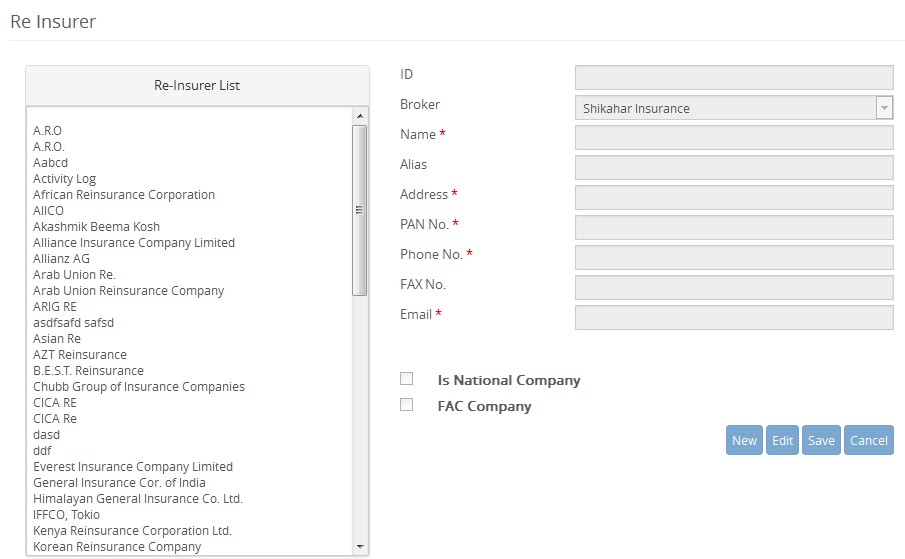 Re Insurer
Re-Insurer List
A.R.O
A.R.O.
Aabcd
Activity Log
African Reinsurance Corporation
AIICO
Akashmik Beema Kosh
Alliance Insurance Company Limited
Allianz AG
Arab Union Re.
Arab Union Reinsurance Company
ARIG RE
asdfsafd safsd
Asian Re
AZT Reinsurance
B.E.S.T. Reinsurance
Chubb Group of Insurance Companies
CICA RE
CICA Re
dasd
ddf
Everest Insurance Company Limited
General Insurance Cor. of India
Himalayan General Insurance Co. Ltd.
IFFCO, Tokio
Kenya Reinsurance Corporation Ltd.
Korean Reinsurance Company
ID
Broker Shikahar Insurance
Name *
Alias
Address *
PAN No. *
Phone No. *
FAX No.
Email *
Is National Company
FAC Company
New Edit Save Cancel